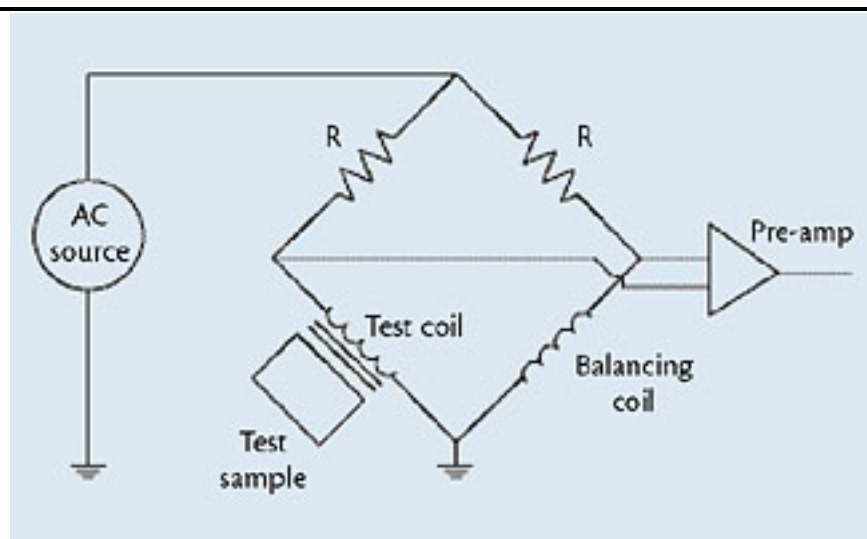 R
R
AC
source
Pre-amp
Test coil
Balancing
coil
Test
sample